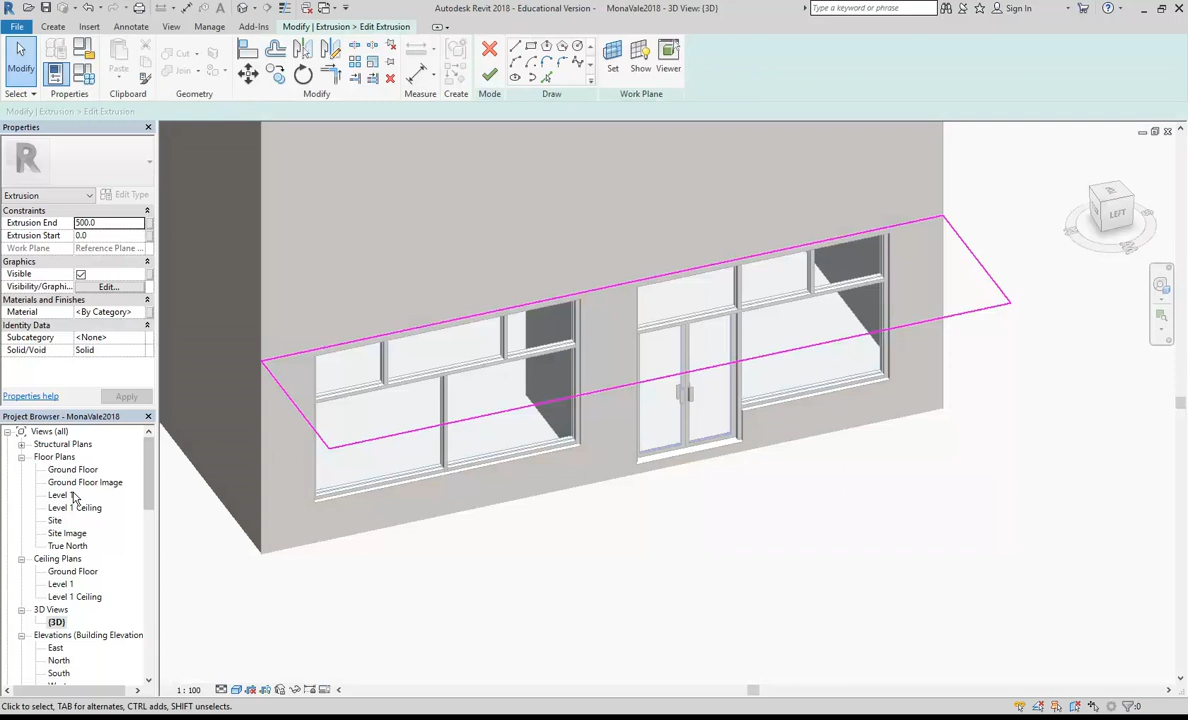 Autodesk Revit 2018 - Educational Version - MonaVale2018 - 3D View: {3D}
Type a keyword or phrase
Sign In
File Create Insert Annotate View Manage Add-Ins Modify | Extrusion > Edit Extrusion
Modify
Paste
Cut
Join
Set Show Viewer
Select Properties Clipboard Geometry Modify Measure Create Mode Draw Work Plane
Modify | Extrusion > Edit Extrusion
Properties
Extrusion
Edit Type
Constraints
Extrusion End 500.0
Extrusion Start 0.0
Work Plane Reference Plane ...
Graphics
Visible
Visibility/Graphi... Edit...
Materials and Finishes
Material <By Category>
Identity Data
Subcategory <None>
Solid/Void Solid
Properties help
Apply
Project Browser - MonaVale2018
Views (all)
Structural Plans
Floor Plans
Ground Floor
Ground Floor Image
Level 1
Level 1 Ceiling
Site
Site Image
True North
Ceiling Plans
Ground Floor
Level 1
Level 1 Ceiling
3D Views
{3D}
Elevations (Building Elevation
East
North
South
LEFT
1 : 100
Click to select, TAB for alternates, CTRL adds, SHIFT unselects.
:0